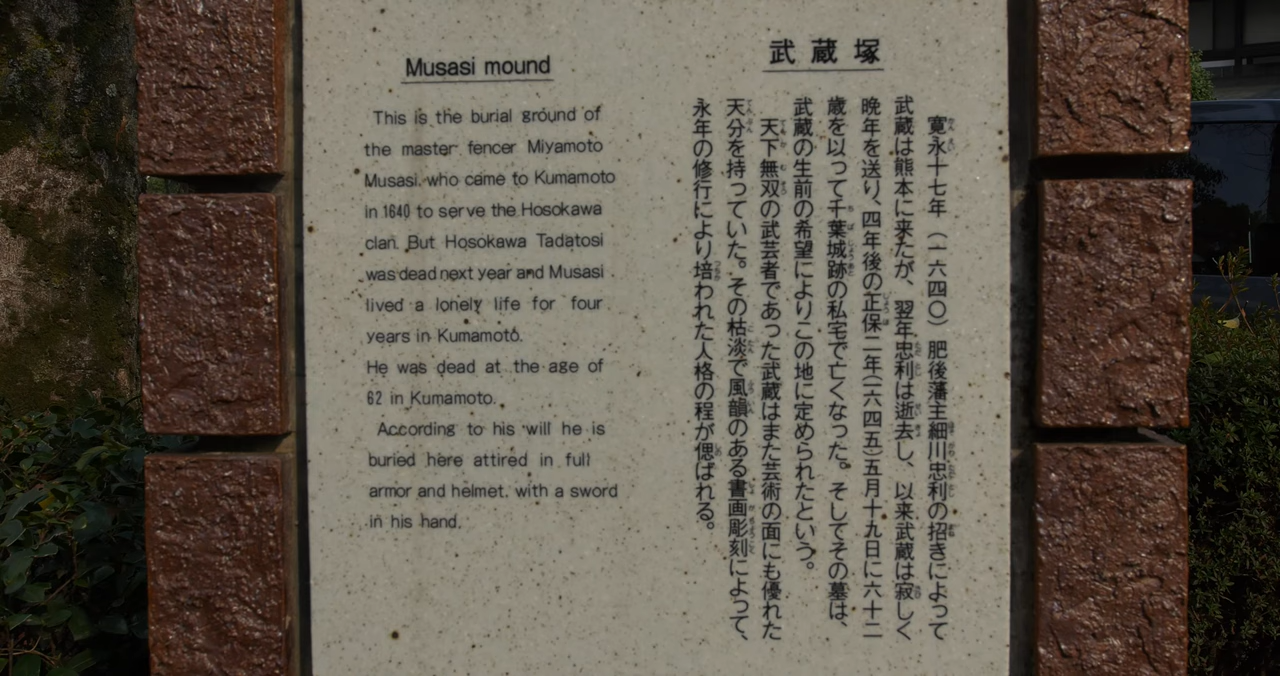 Musasi mound
This is the burial ground of
the master fencer Miyamoto
Musasi, who came to Kumamoto
in 1640 to serve the Hosokawa
clan. But Hosokawa Tadatosi
was dead next year and Musasi
lived a lonely life for four
years in Kumamoto.
He was dead at the age of
62 in Kumamoto.
According to his will he is
buried here attired in full
armor and helmet, with a sword
in his hand.
武蔵塚
寛永十七年（一六四〇）肥後藩主細川忠利の招きによって
武蔵は熊本に来たが、翌年忠利は逝去し、以来武蔵は寂しく
晩年を送り、四年後の正保二年（一六四五）五月十九日に六十二
歳を以って千葉城跡の私宅で亡くなった。そしてその墓は、
武蔵の生前の希望によりこの地に定められたという。
天下無双の武芸者であった武蔵はまた芸術の面にも優れた
天分を持っていた。その枯淡で風韻のある書画彫刻によって、
永年の修行により培われた人格の程が偲ばれる。